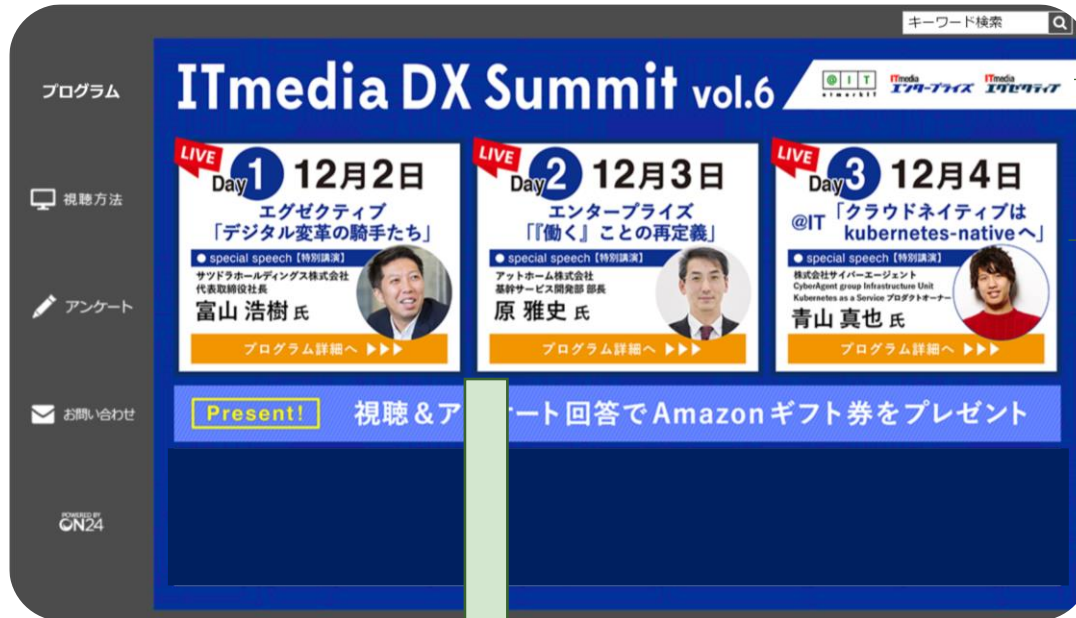 キーワード検索
プログラム
視聴方法
アンケート
お問い合わせ
POWERED BY
ON24
ITmedia DX Summit vol.6
@IT
atmarkIT
ITmedia
エンタープライズ
ITmedia
エグゼクティブ
LIVE
Day1 12月2日
エグゼクティブ
「デジタル変革の騎手たち」
● special speech【特別講演】
サツドラホールディングス株式会社
代表取締役社長
富山 浩樹 氏
プログラム詳細へ ▶▶▶
LIVE
Day2 12月3日
エンタープライズ
「『働く』ことの再定義」
● special speech【特別講演】
アットホーム株式会社
基幹サービス開発部 部長
原 雅史 氏
プログラム詳細へ ▶▶▶
LIVE
Day3 12月4日
@IT 「クラウドネイティブは
kubernetes-nativeへ」
● special speech【特別講演】
株式会社サイバーエージェント
CyberAgent group Infrastructure Unit
Kubernetes as a Service プロダクトオーナー
青山 真也 氏
プログラム詳細へ ▶▶▶
Present! 視聴&ア ート回答でAmazonギフト券をプレゼント